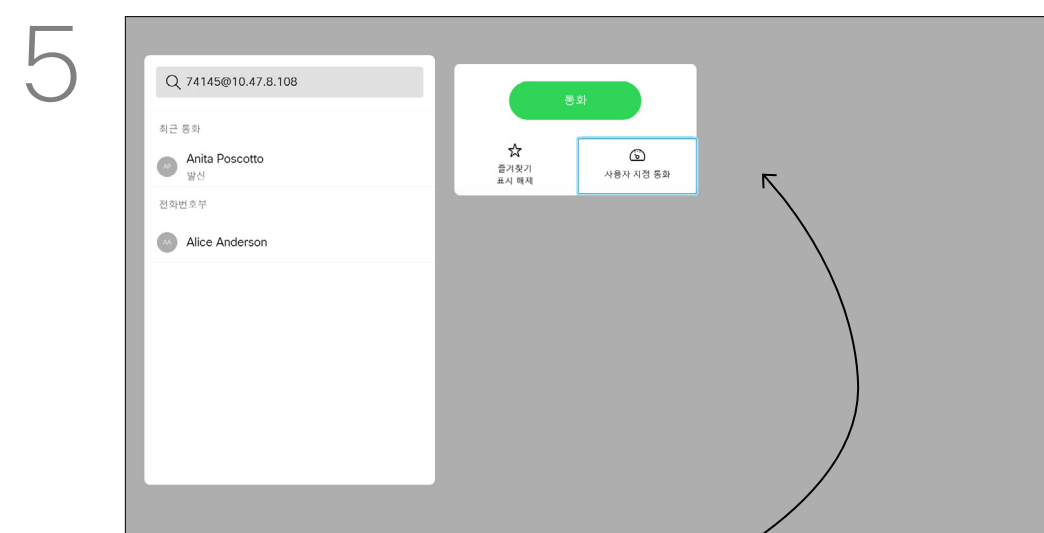 5
74145@10.47.8.108
최근 통화
AP
Anita Poscotto
발신
전화번호부
AA
Alice Anderson
통화
즐겨찾기
표시 해제
사용자 지정 통화